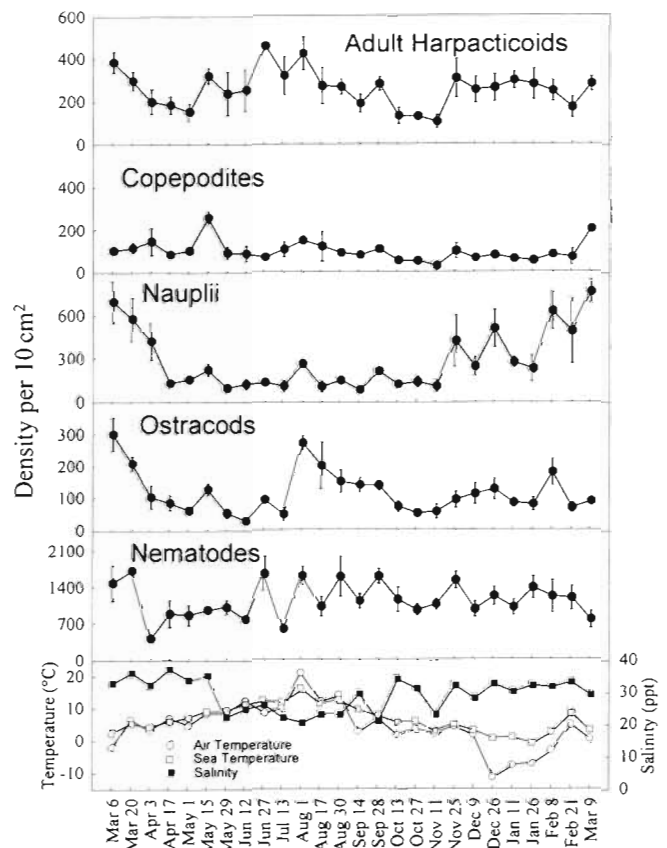 600
Adult Harpacticoids
400
200
0
Copepodites
400
200
0
Nauplii
600
300
0
Ostracods
300
200
100
0
Nematodes
2100
1400
700
0
Density per 10 cm2
20
10
0
-10
Temperature (°C)
Air Temperature
Sea Temperature
Salinity
40
30
20
10
0
Salinity (ppt)
Mar 6
Mar 20
Apr 3
Apr 17
May 1
May 15
May 29
Jun 12
Jun 27
Jul 13
Aug 1
Aug 17
Aug 30
Sep 14
Sep 28
Oct 13
Oct 27
Nov 11
Nov 25
Dec 9
Dec 26
Jan 11
Jan 26
Feb 8
Feb 21
Mar 9